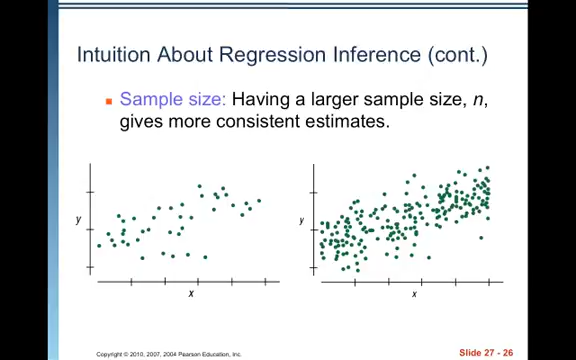 Intuition About Regression Inference (cont.)
■ Sample size: Having a larger sample size, n,
gives more consistent estimates.
y
x
y
x
Copyright © 2010, 2007, 2004 Pearson Education, Inc.
Slide 27 - 26